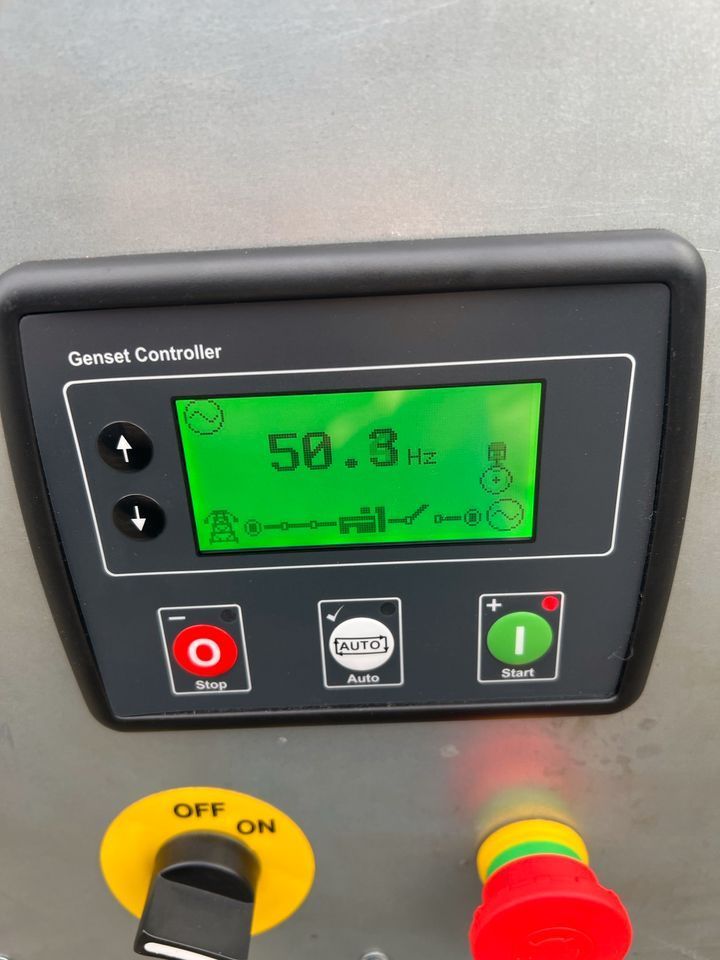 Genset Controller
50.3 Hz
- 
AUTO
+
Stop
Auto
Start
OFF
ON